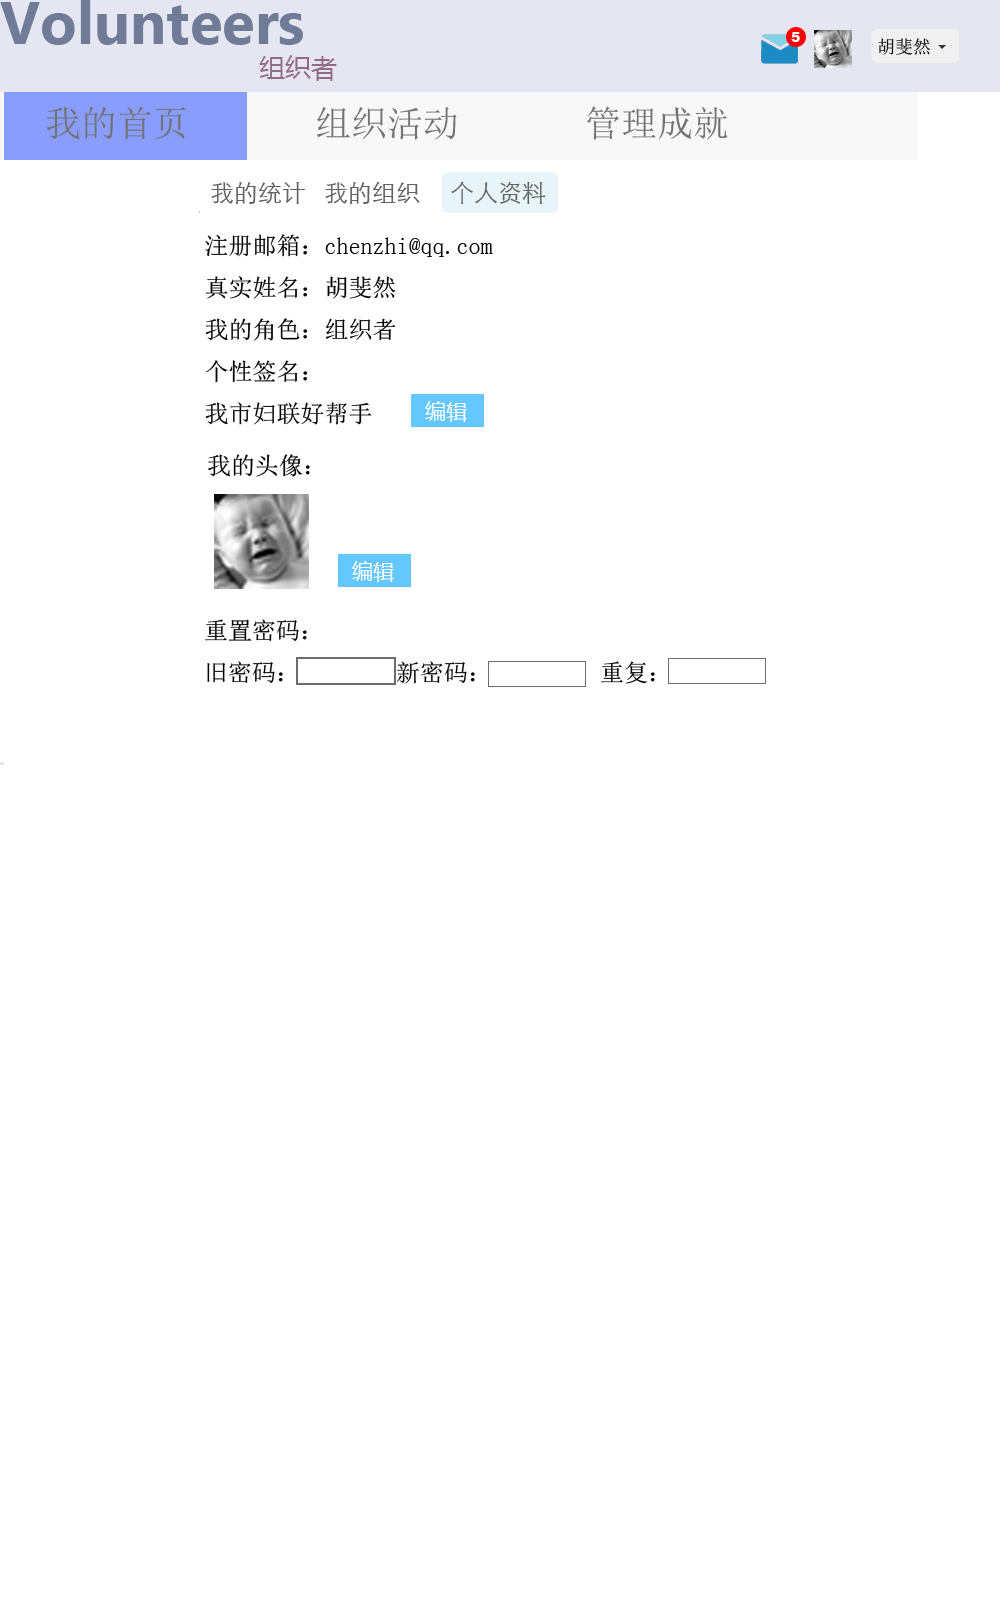 Volunteers
组织者
5
胡斐然
我的首页 组织活动 管理成就
我的统计 我的组织 个人资料
注册邮箱：chenzhi@qq.com
真实姓名：胡斐然
我的角色：组织者
个性签名：
我市妇联好帮手 编辑
我的头像：
编辑
重置密码：
旧密码： 新密码： 重复：